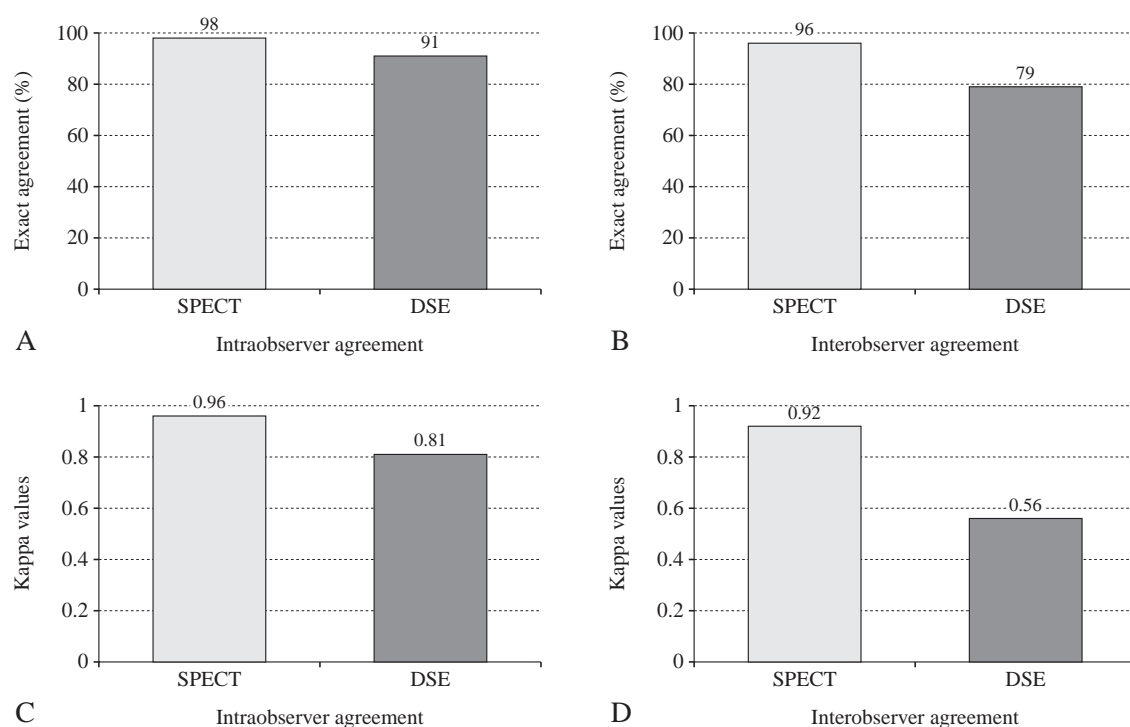 98
91
100
80
60
40
20
0
Exact agreement (%)
SPECT
DSE
A
Intraobserver agreement
96
79
100
80
60
40
20
0
Exact agreement (%)
SPECT
DSE
B
Interobserver agreement
0.96
0.81
1
0.8
0.6
0.4
0.2
0
Kappa values
SPECT
DSE
C
Intraobserver agreement
0.92
0.56
1
0.8
0.6
0.4
0.2
0
Kappa values
SPECT
DSE
D
Interobserver agreement